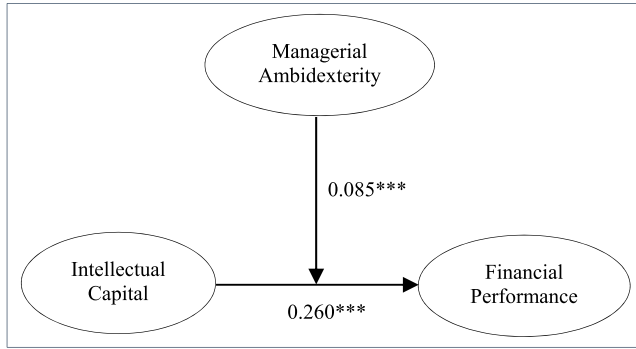 Managerial
Ambidexterity
0.085***
Intellectual
Capital
Financial
Performance
0.260***